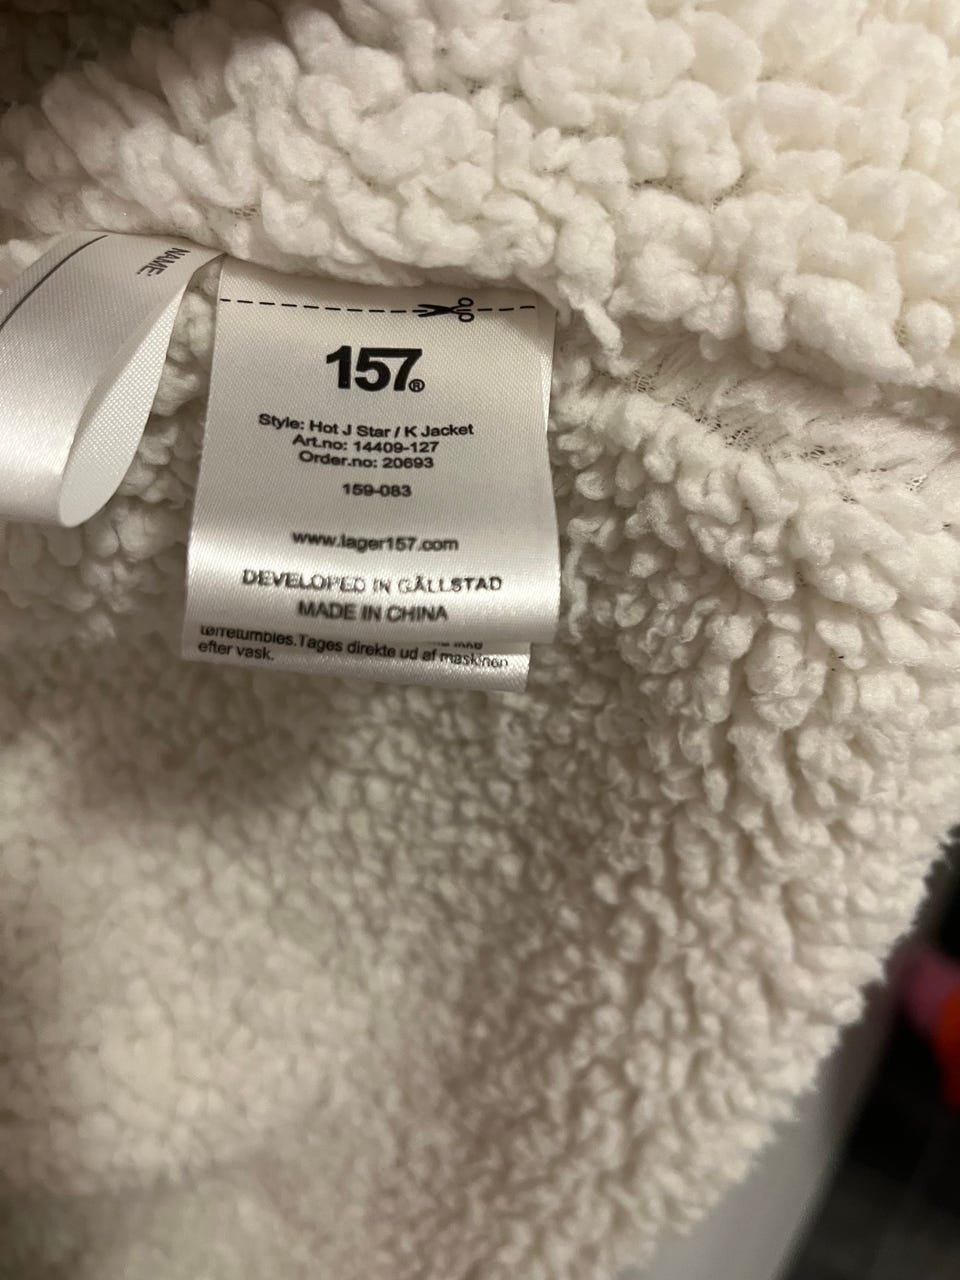 NAME:
157®
Style: Hot J Star / K Jacket
Art.no: 14409-127
Order.no: 20693
159-083
www.lager157.com
DEVELOPED IN GÄLLSTAD
MADE IN CHINA
tørretumbles.Tages direkte ud af maskinen
efter vask.